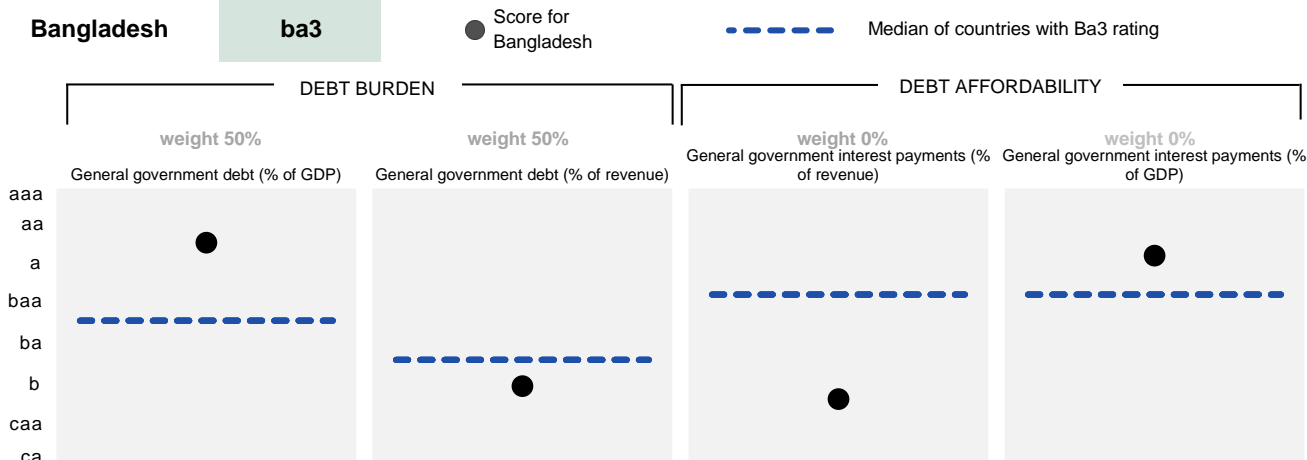 Bangladesh
ba3
Score for
Bangladesh
Median of countries with Ba3 rating
DEBT BURDEN
DEBT AFFORDABILITY
weight 50%
weight 50%
weight 0%
weight 0%
General government debt (% of GDP)
General government debt (% of revenue)
General government interest payments (%
of revenue)
General government interest payments (%
of GDP)
aaa
aa
a
baa
ba
b
caa
ca